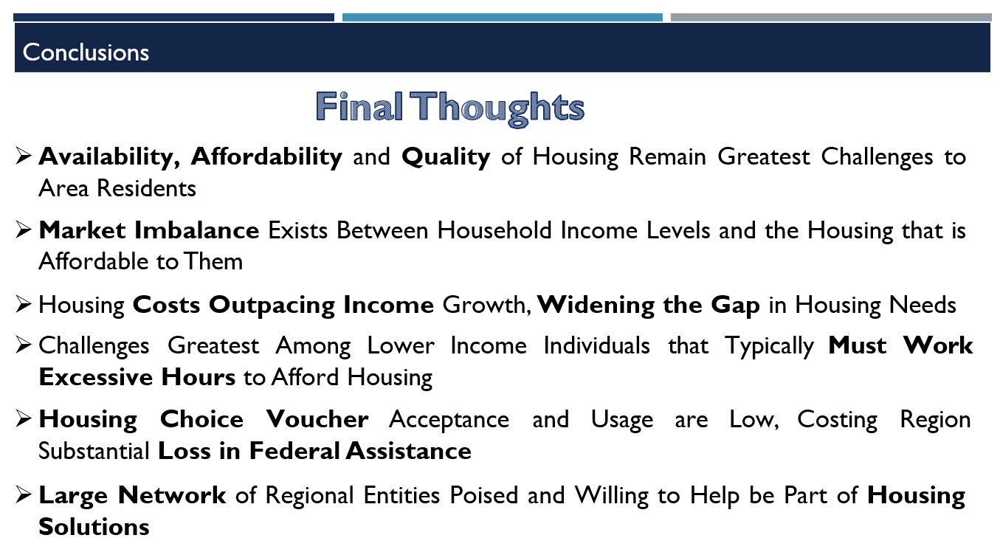 Conclusions
Final Thoughts
➢ Availability, Affordability and Quality of Housing Remain Greatest Challenges to
Area Residents
➢ Market Imbalance Exists Between Household Income Levels and the Housing that is
Affordable to Them
➢ Housing Costs Outpacing Income Growth, Widening the Gap in Housing Needs
➢ Challenges Greatest Among Lower Income Individuals that Typically Must Work
Excessive Hours to Afford Housing
➢ Housing Choice Voucher Acceptance and Usage are Low, Costing Region
Substantial Loss in Federal Assistance
➢ Large Network of Regional Entities Poised and Willing to Help be Part of Housing
Solutions